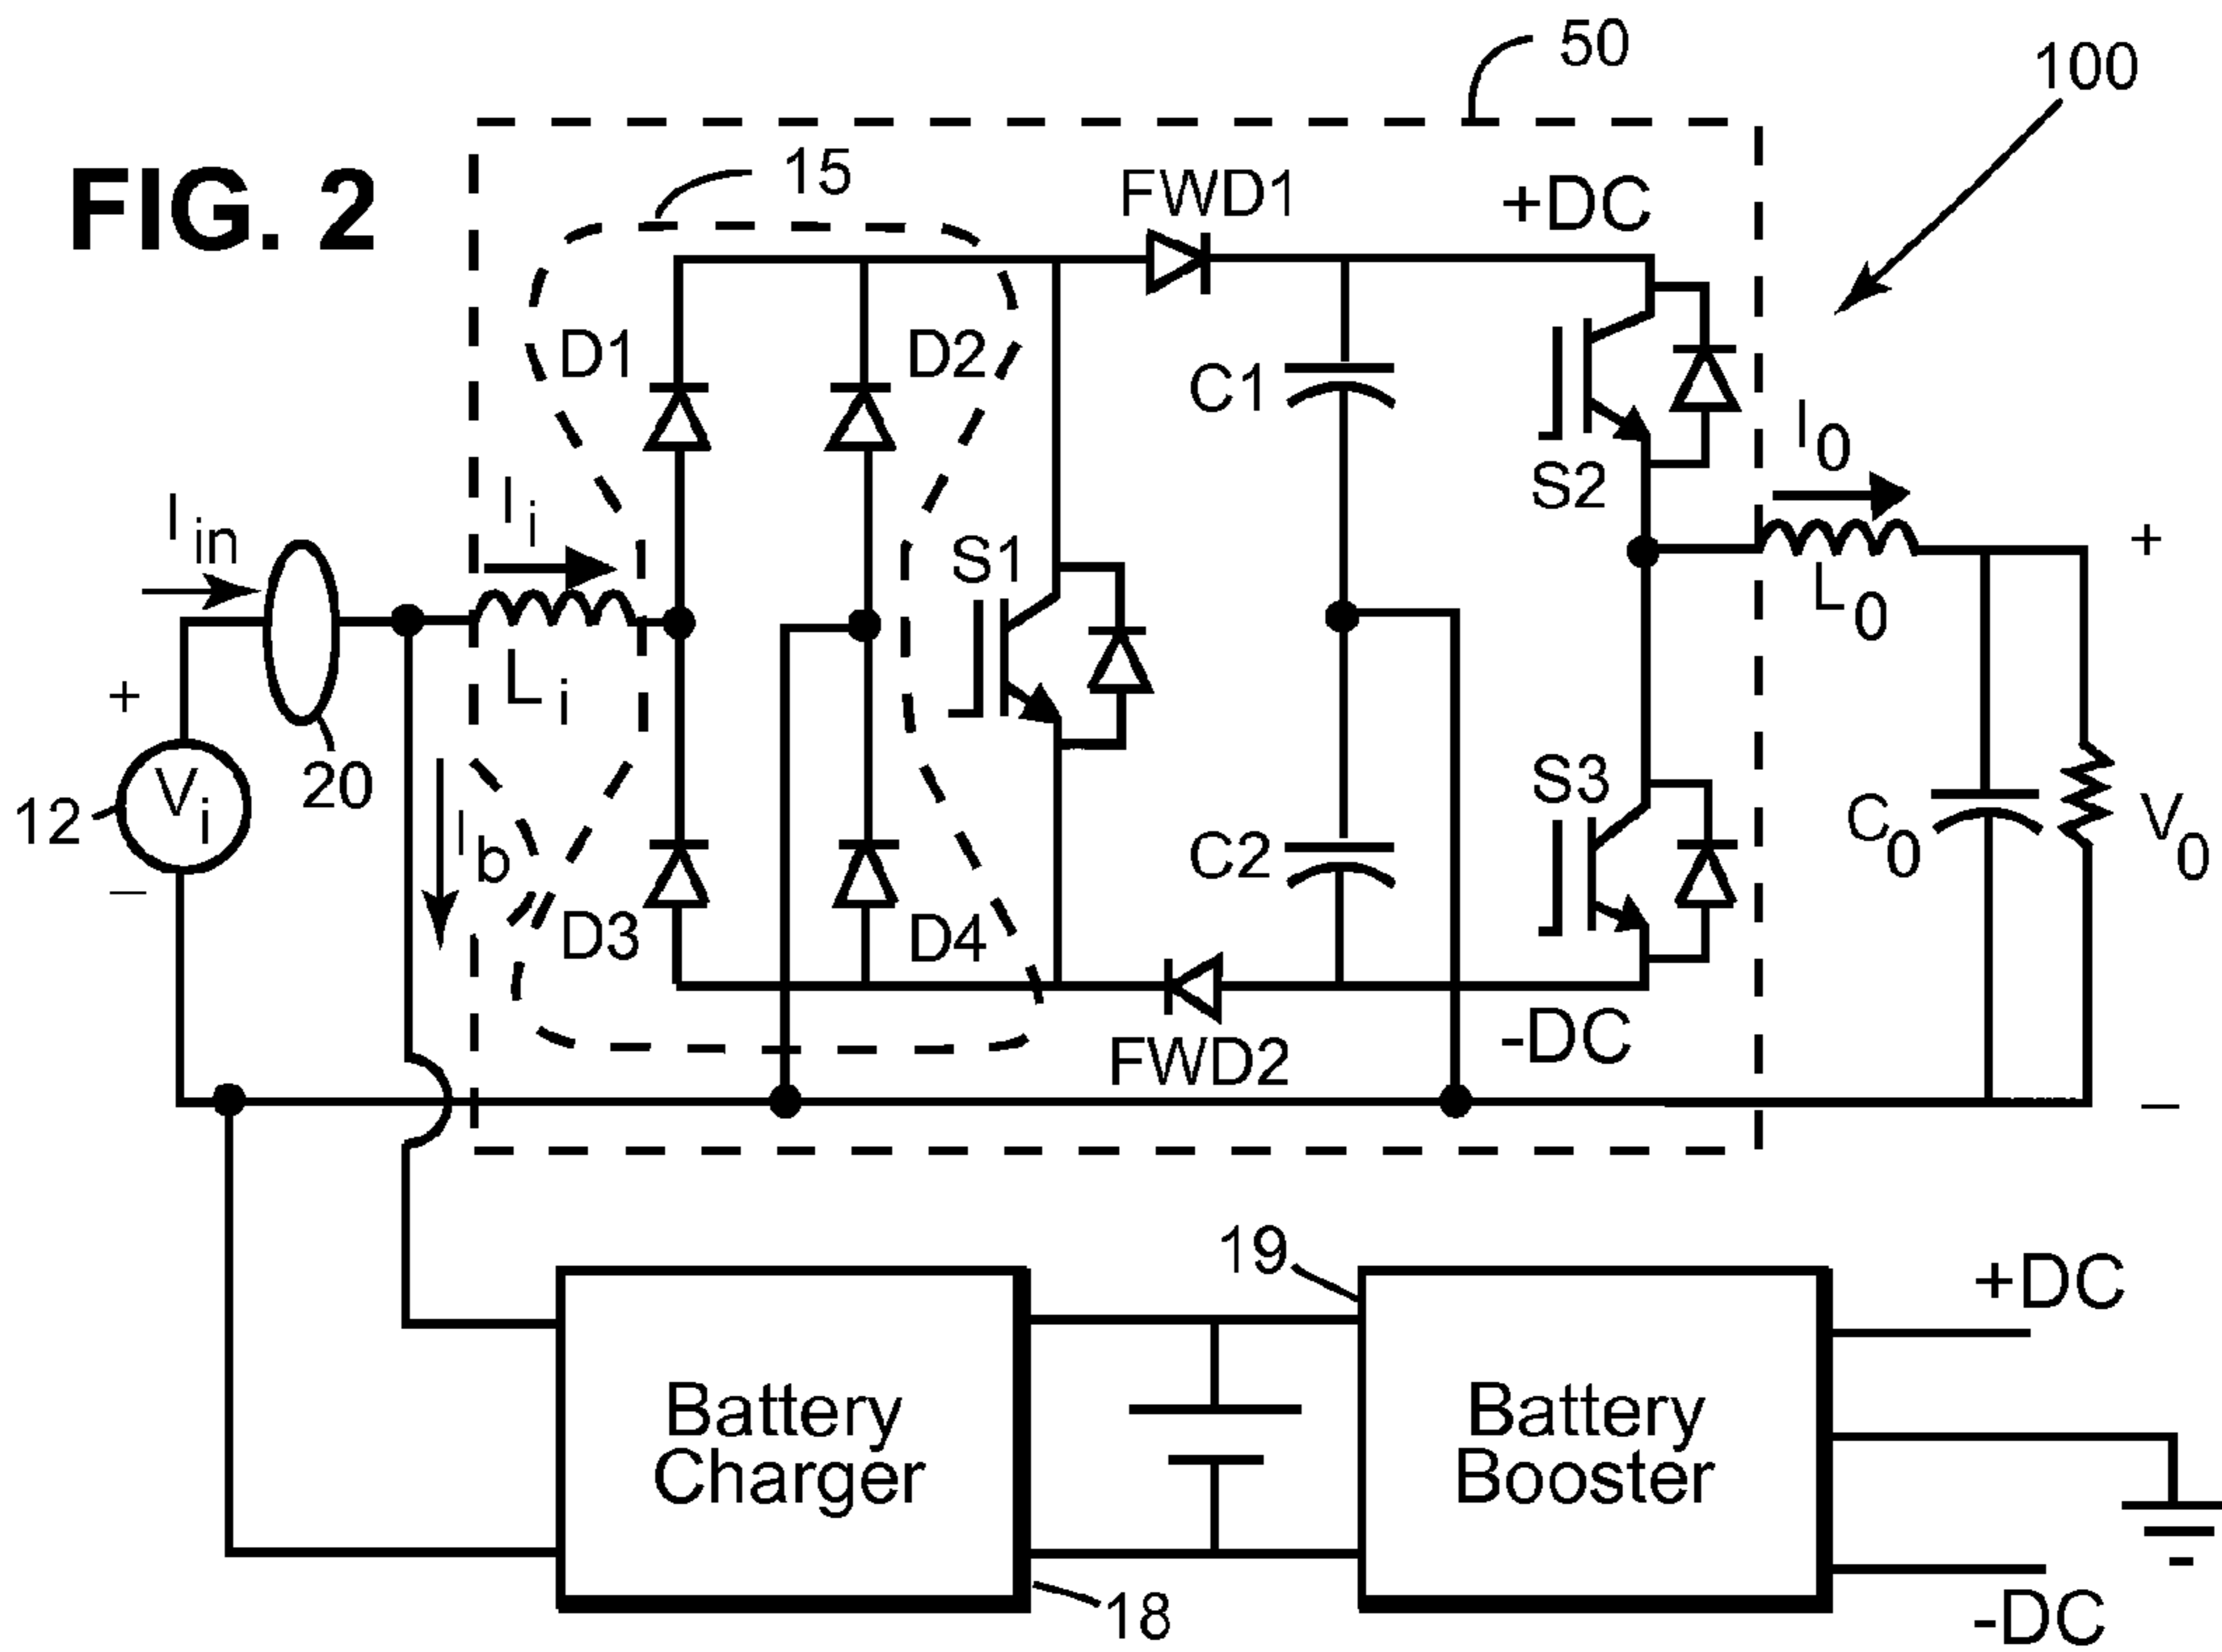 FIG. 2
50
100
15
FWD1
+DC
D1
D2
C1
S2
I0
Iin
Ii
S1
L0
Li
+
+
12
Vi
20
Ib
S3
C0
V0
C2
–
D3
D4
-DC
FWD2
–
19
+DC
Battery
Charger
Battery
Booster
18
-DC